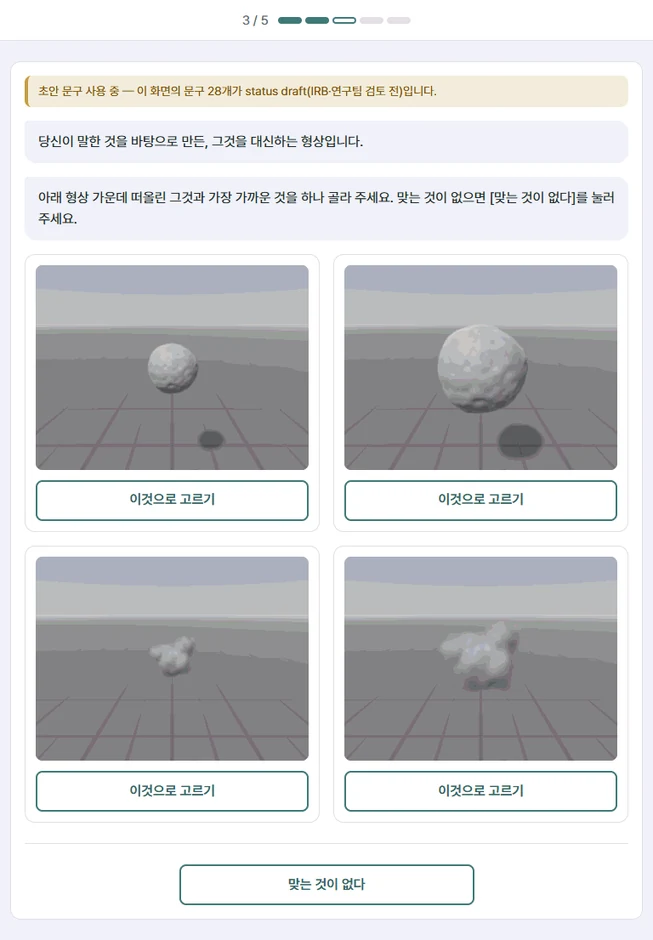 3 / 5
초안 문구 사용 중 — 이 화면의 문구 28개가 status draft(IRB·연구팀 검토 전)입니다.
당신이 말한 것을 바탕으로 만든, 그것을 대신하는 형상입니다.
아래 형상 가운데 떠올린 그것과 가장 가까운 것을 하나 골라 주세요. 맞는 것이 없으면 [맞는 것이 없다]를 눌러
주세요.
이것으로 고르기
이것으로 고르기
이것으로 고르기
이것으로 고르기
맞는 것이 없다